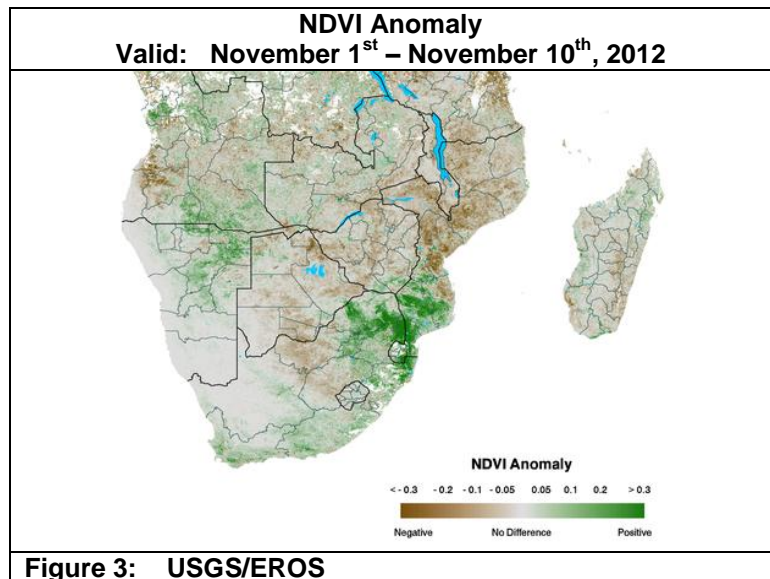 NDVI Anomaly
Valid: November 1st – November 10th, 2012
NDVI Anomaly
< - 0.3 - 0.2 - 0.1 - 0.05 0.05 0.1 0.2 > 0.3
Negative No Difference Positive
Figure 3: USGS/EROS